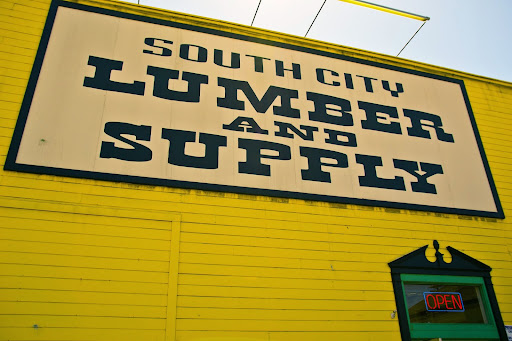 SOUTH CITY
LUMBER
AND
SUPPLY
OPEN